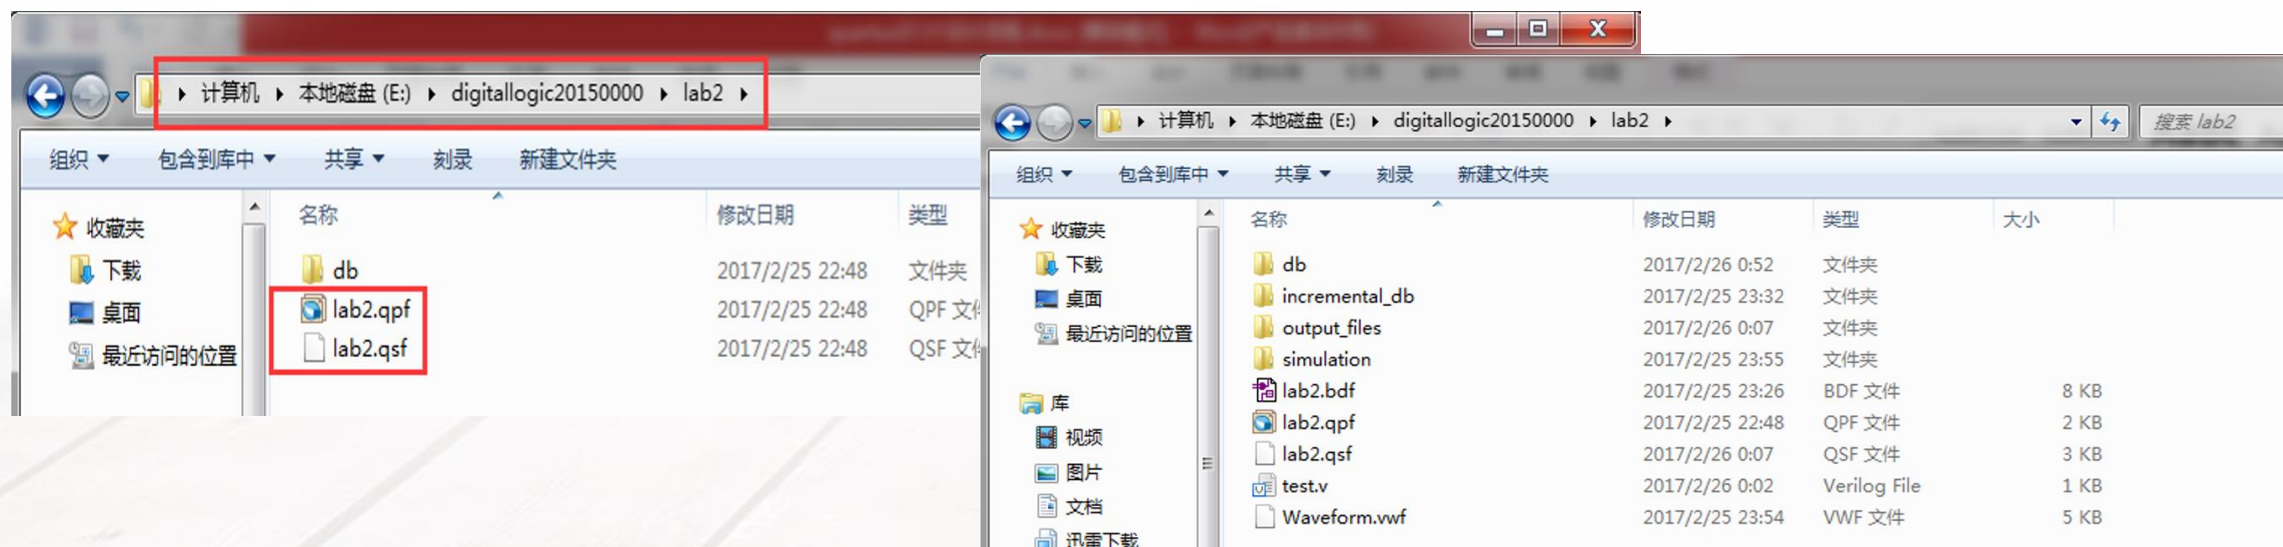 计算机 本地磁盘 (E:) digitallogic20150000 lab2
组织 包含到库中 共享 刻录 新建文件夹
名称 修改日期 类型
收藏夹
下载
桌面
最近访问的位置
db 2017/2/25 22:48 文件夹
lab2.qpf 2017/2/25 22:48 QPF 文件
lab2.qsf 2017/2/25 22:48 QSF 文件
计算机 本地磁盘 (E:) digitallogic20150000 lab2 搜索 lab2
组织 包含到库中 共享 刻录 新建文件夹
名称 修改日期 类型 大小
收藏夹
下载
桌面
最近访问的位置
库
视频
图片
文档
迅雷下载
db 2017/2/26 0:52 文件夹
incremental_db 2017/2/25 23:32 文件夹
output_files 2017/2/26 0:07 文件夹
simulation 2017/2/25 23:55 文件夹
lab2.bdf 2017/2/25 23:26 BDF 文件 8 KB
lab2.qpf 2017/2/25 22:48 QPF 文件 2 KB
lab2.qsf 2017/2/26 0:07 QSF 文件 3 KB
test.v 2017/2/26 0:02 Verilog File 1 KB
Waveform.vwf 2017/2/25 23:54 VWF 文件 5 KB